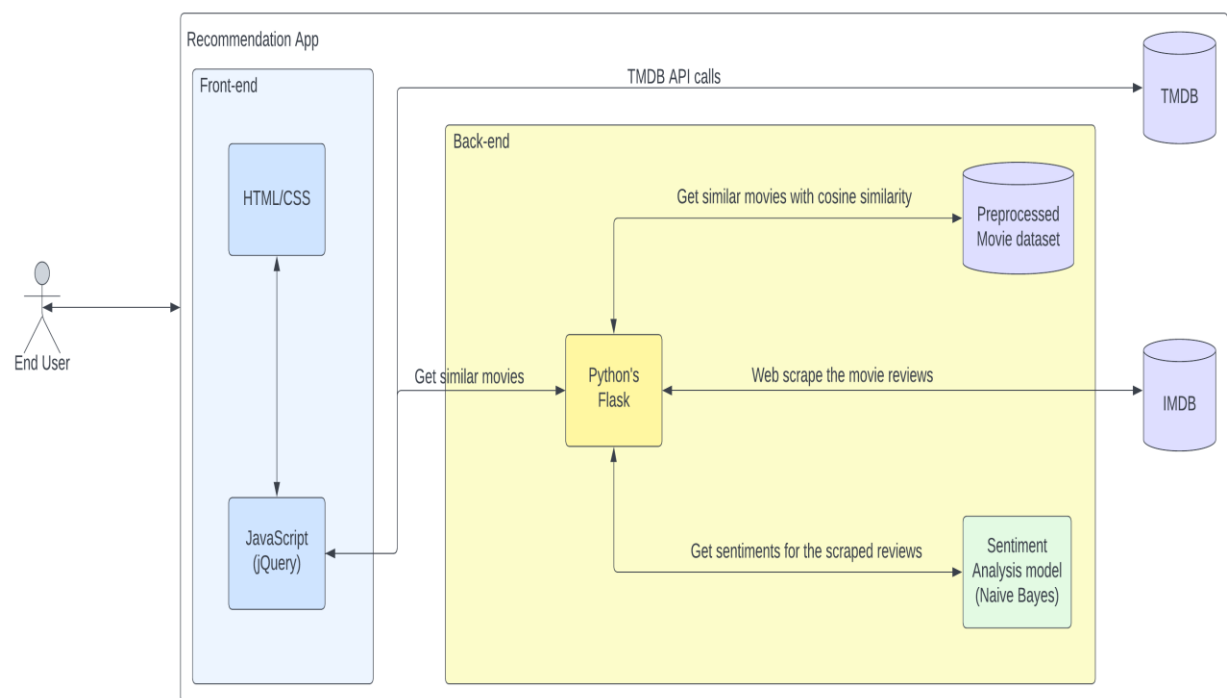 Recommendation App
Front-end
TMDB API calls
TMDB
Back-end
HTML/CSS
Get similar movies with cosine similarity
Preprocessed
Movie dataset
End User
Get similar movies
Python's
Flask
Web scrape the movie reviews
IMDB
JavaScript
(jQuery)
Get sentiments for the scraped reviews
Sentiment
Analysis model
(Naive Bayes)